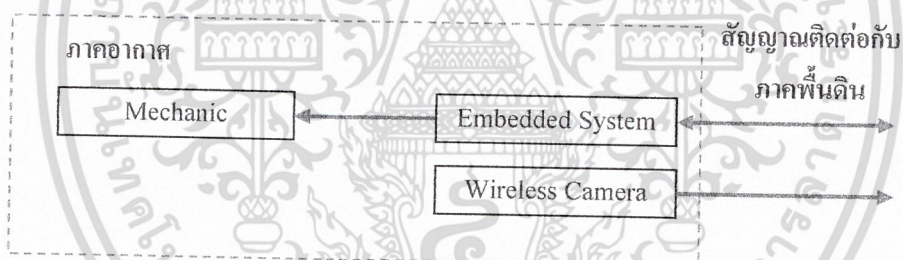 ภาคอากาศ
สัญญาณติดต่อกับ
ภาคพื้นดิน
Mechanic
Embedded System
Wireless Camera